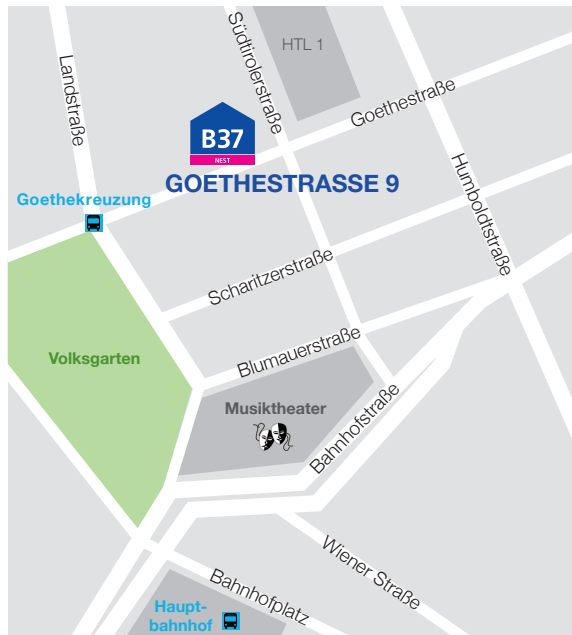 HTL 1
Südtirolerstraße
Landstraße
Goethestraße
B37
NEST
GOETHESTRASSE 9
Humboldtstraße
Goethekreuzung
Scharitzerstraße
Blumauerstraße
Volksgarten
Musiktheater
Bahnhofstraße
Wiener Straße
Bahnhofplatz
Haupt-
bahnhof